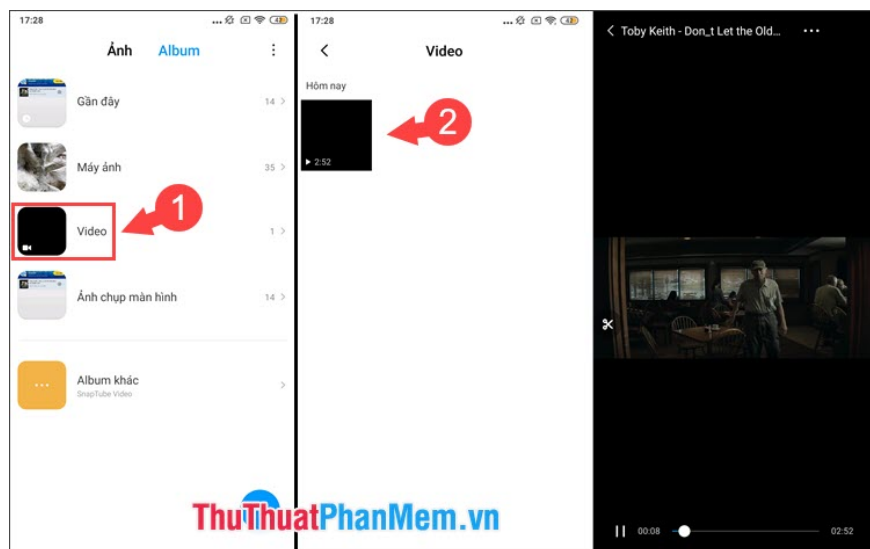 17:28
Ảnh Album
Gần đây 14
Máy ảnh 35
1
Video 1
Ảnh chụp màn hình 14
Album khác
SnapTube Video
17:28
Video
Hôm nay
2
2:52
Toby Keith - Don_t Let the Old...
00:08 02:52
ThuThuatPhanMem.vn